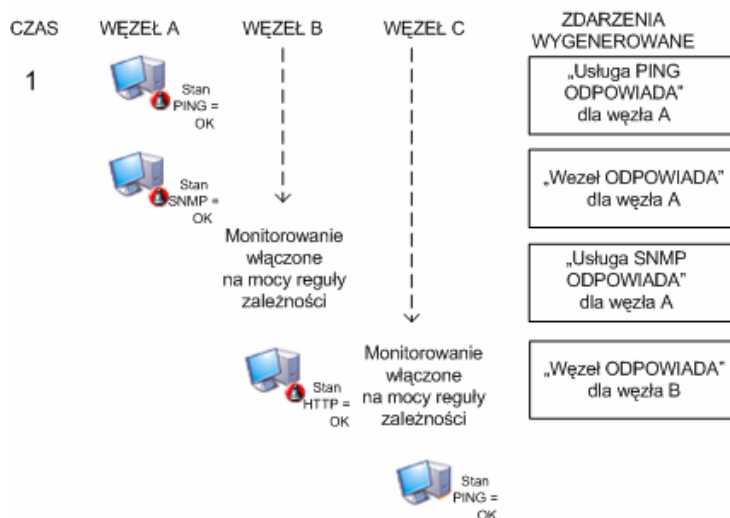 CZAS
WĘZEŁ A
WĘZEŁ B
WĘZEŁ C
ZDARZENIA
WYGENEROWANE
1
Stan
PING =
OK
„Usługa PING
ODPOWIADA”
dla węzła A
Stan
SNMP =
OK
„Wezeł ODPOWIADA”
dla węzła A
Monitorowanie
włączone
na mocy reguły
zależności
„Usługa SNMP
ODPOWIADA”
dla węzła A
Stan
HTTP =
OK
Monitorowanie
włączone
na mocy reguły
zależności
„Węzeł ODPOWIADA”
dla węzła B
Stan
PING =
OK